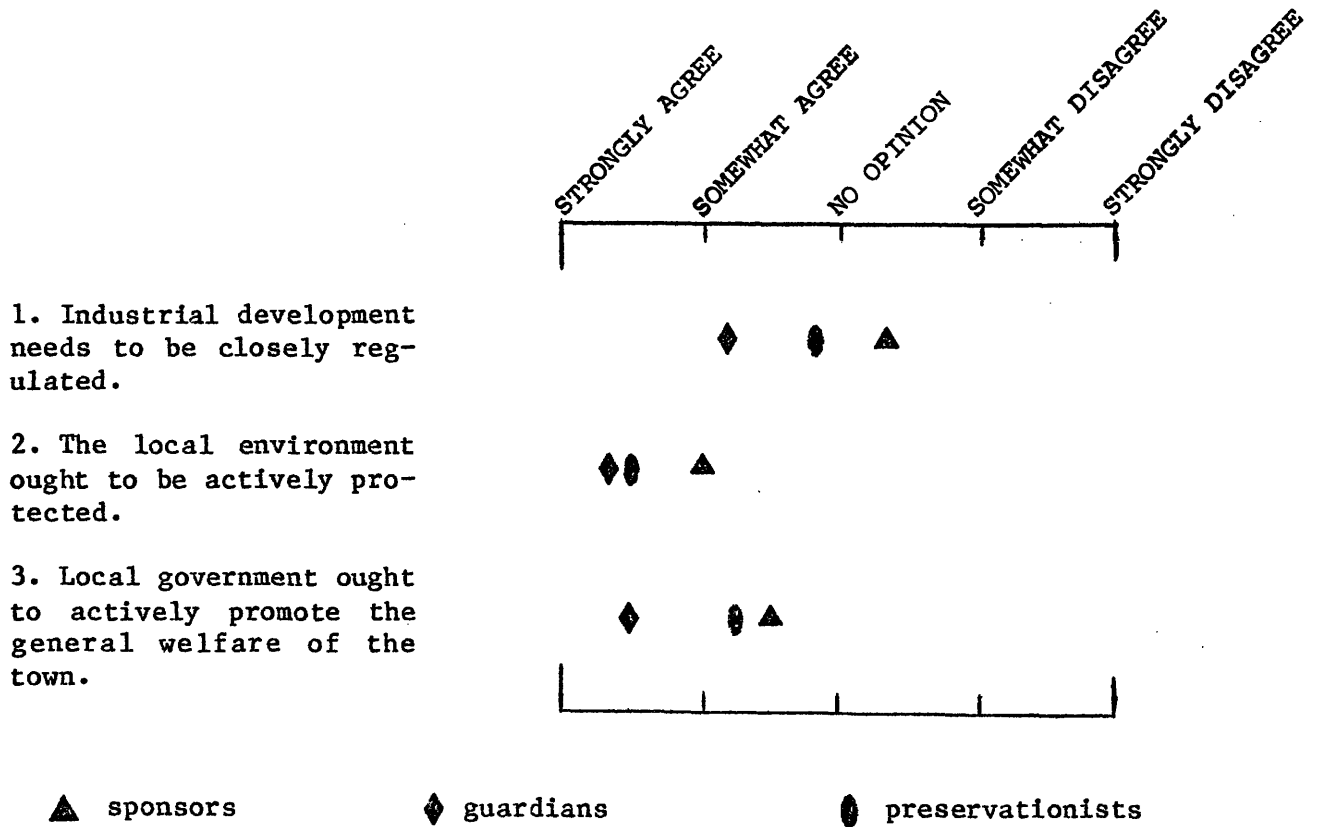 STRONGLY AGREE
SOMEWHAT AGREE
NO OPINION
SOMEWHAT DISAGREE
STRONGLY DISAGREE
1. Industrial development
needs to be closely reg-
ulated.
2. The local environment
ought to be actively pro-
tected.
3. Local government ought
to actively promote the
general welfare of the
town.
sponsors
guardians
preservationists